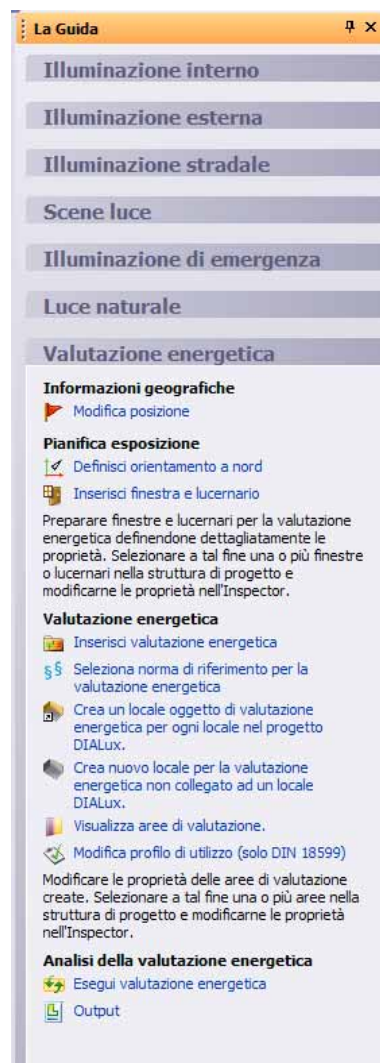 La Guida
Illuminazione interno
Illuminazione esterna
Illuminazione stradale
Scene luce
Illuminazione di emergenza
Luce naturale
Valutazione energetica
Informazioni geografiche
Modifica posizione
Pianifica esposizione
Definisci orientamento a nord
Inserisci finestra e lucernario
Preparare finestre e lucernari per la valutazione
energetica definendone dettagliatamente le
proprietà. Selezionare a tal fine una o più finestre
o lucernari nella struttura di progetto e
modificarne le proprietà nell'Inspector.
Valutazione energetica
Inserisci valutazione energetica
§§ Seleziona norma di riferimento per la
valutazione energetica
Crea un locale oggetto di valutazione
energetica per ogni locale nel progetto
DIALux.
Crea nuovo locale per la valutazione
energetica non collegato ad un locale
DIALux.
Visualizza aree di valutazione.
Modifica profilo di utilizzo (solo DIN 18599)
Modificare le proprietà delle aree di valutazione
create. Selezionare a tal fine una o più aree nella
struttura di progetto e modificarne le proprietà
nell'Inspector.
Analisi della valutazione energetica
Esegui valutazione energetica
Output